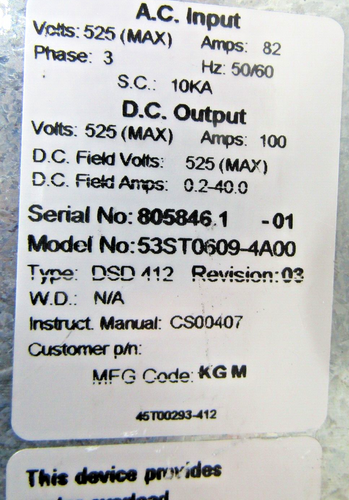 A.C. Input
Volts: 525 (MAX) Amps: 82
Phase: 3 Hz: 50/60
S.C.: 10KA
D.C. Output
Volts: 525 (MAX) Amps: 100
D.C. Field Volts: 525 (MAX)
D.C. Field Amps: 0.2-40.0
Serial No: 805846.1 -01
Model No: 53ST0609-4A00
Type: DSD 412 Revision: 03
W.D.: N/A
Instruct. Manual: CS00407
Customer p/n:
MFG Code: KGM
45T00293-412
This device provides
overload